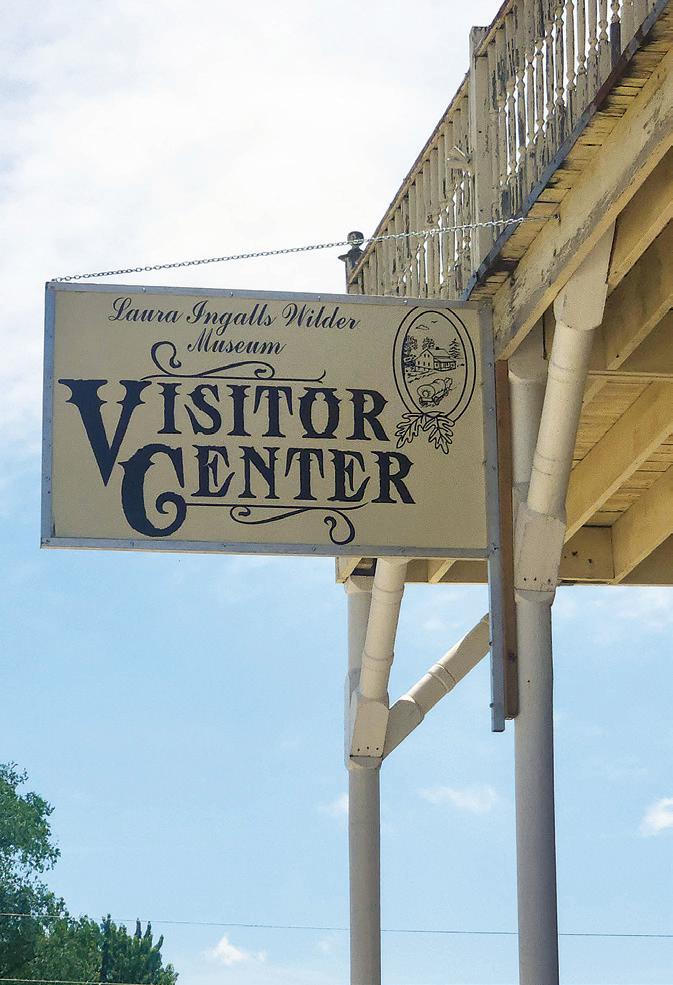 Laura Ingalls Wilder
Museum
VISITOR
CENTER